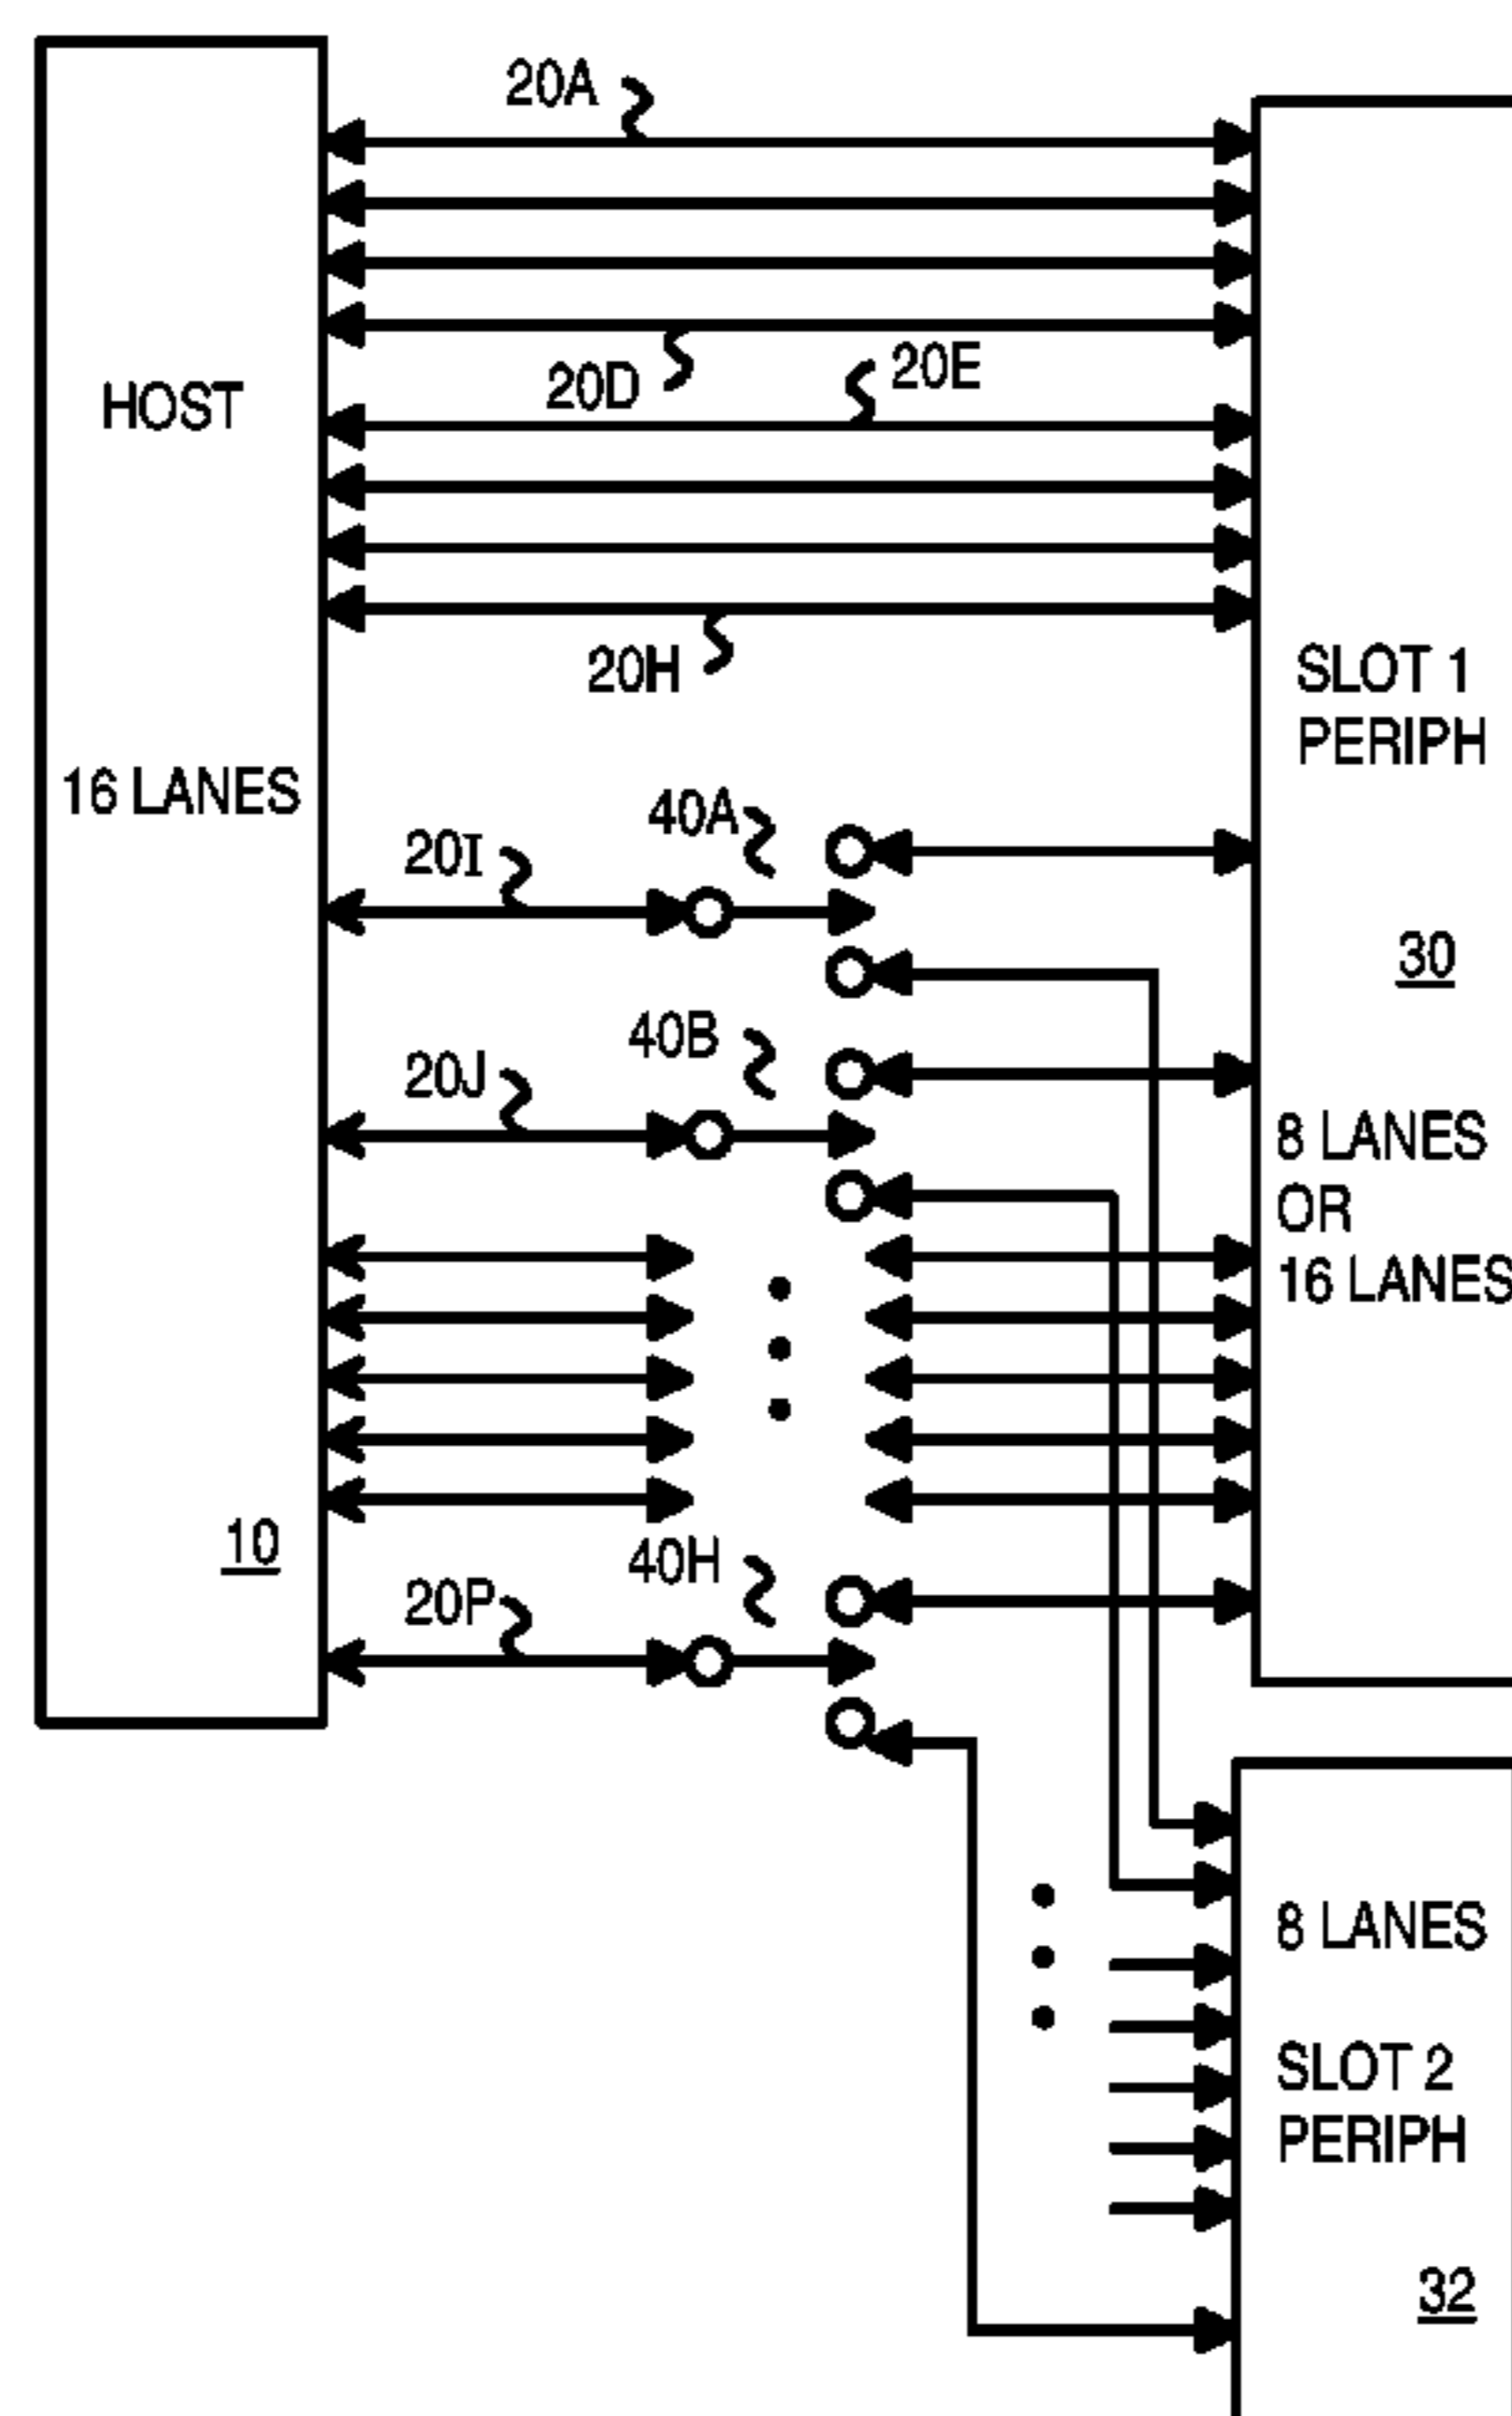 20A
20D
20E
HOST
20H
SLOT 1
PERIPH
16 LANES
40A
20I
30
40B
20J
8 LANES
OR
16 LANES
10
40H
20P
8 LANES
SLOT 2
PERIPH
32